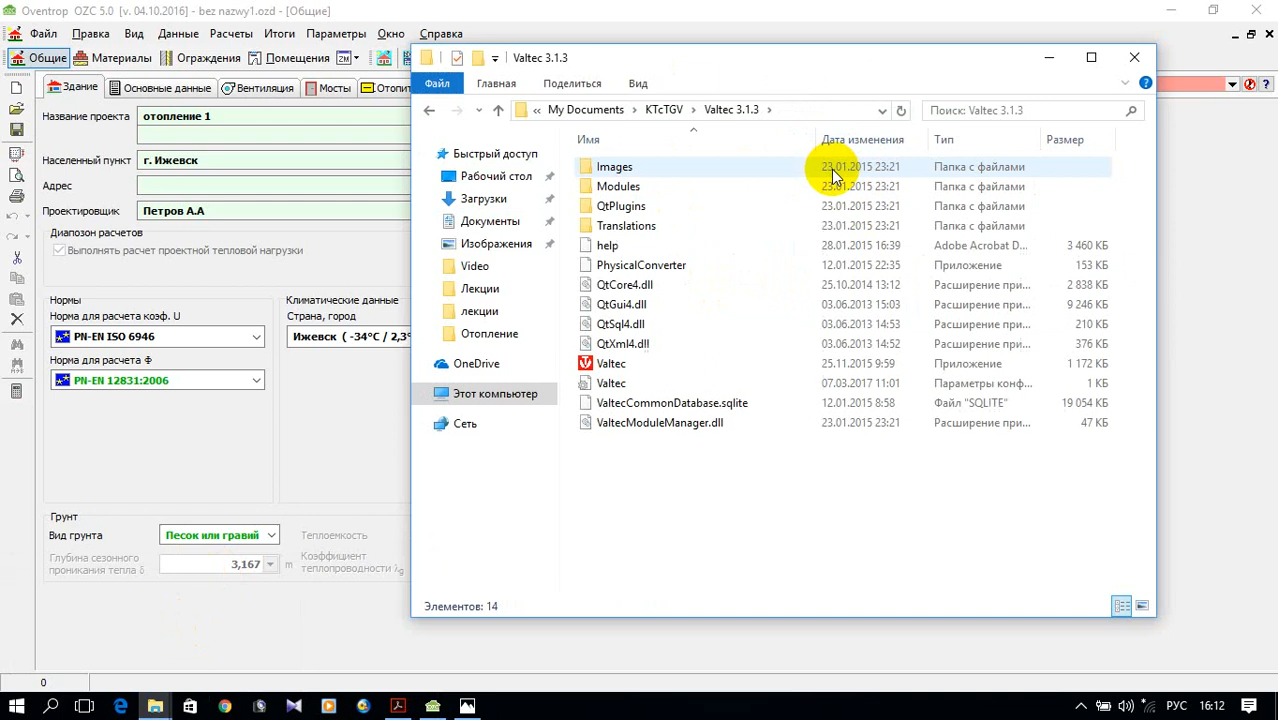 Oventrop OZC 5.0 [v. 04.10.2016] - bez nazwy1.ozd - [Общие]
Файл Правка Вид Данные Расчеты Итоги Параметры Окно Справка
Общие Материалы Ограждения Помещения 2M
Здание Основные данные Вентиляция Мосты
Название проекта отопление 1
Населенный пункт г. Ижевск
Адрес
Проектировщик Петров А.А
Диапазон расчетов
Выполнять расчет проектной тепловой нагрузки
Нормы
Норма для расчета коэф. U
PN-EN ISO 6946
Норма для расчета Ф
PN-EN 12831:2006
Климатические данные
Страна, город
Ижевск ( -34°C / 2,3°
Грунт
Вид грунта Песок или гравий Теплоемкость
Глубина сезонного
проникания тепла δ 3,167 m
Коэффициент
теплопроводности λg
0
Valtec 3.1.3
Файл Главная Поделиться Вид
« My Documents › KTcTGV › Valtec 3.1.3 ›
Поиск: Valtec 3.1.3
Быстрый доступ
Рабочий стол
Загрузки
Документы
Изображения
Video
Лекции
лекции
Отопление
OneDrive
Этот компьютер
Сеть
Имя Дата изменения Тип Размер
Images 23.01.2015 23:21 Папка с файлами
Modules 23.01.2015 23:21 Папка с файлами
QtPlugins 23.01.2015 23:21 Папка с файлами
Translations 23.01.2015 23:21 Папка с файлами
help 28.01.2015 16:39 Adobe Acrobat D... 3 460 КБ
PhysicalConverter 12.01.2015 22:35 Приложение 153 КБ
QtCore4.dll 25.10.2014 13:12 Расширение при... 2 838 КБ
QtGui4.dll 03.06.2013 15:03 Расширение при... 9 246 КБ
QtSql4.dll 03.06.2013 14:53 Расширение при... 210 КБ
QtXml4.dll 03.06.2013 14:52 Расширение при... 376 КБ
Valtec 25.11.2015 9:59 Приложение 1 172 КБ
Valtec 07.03.2017 11:01 Параметры конф... 1 КБ
ValtecCommonDatabase.sqlite 12.01.2015 8:58 Файл "SQLITE" 19 054 КБ
ValtecModuleManager.dll 23.01.2015 23:21 Расширение при... 47 КБ
Элементов: 14
РУС 16:12